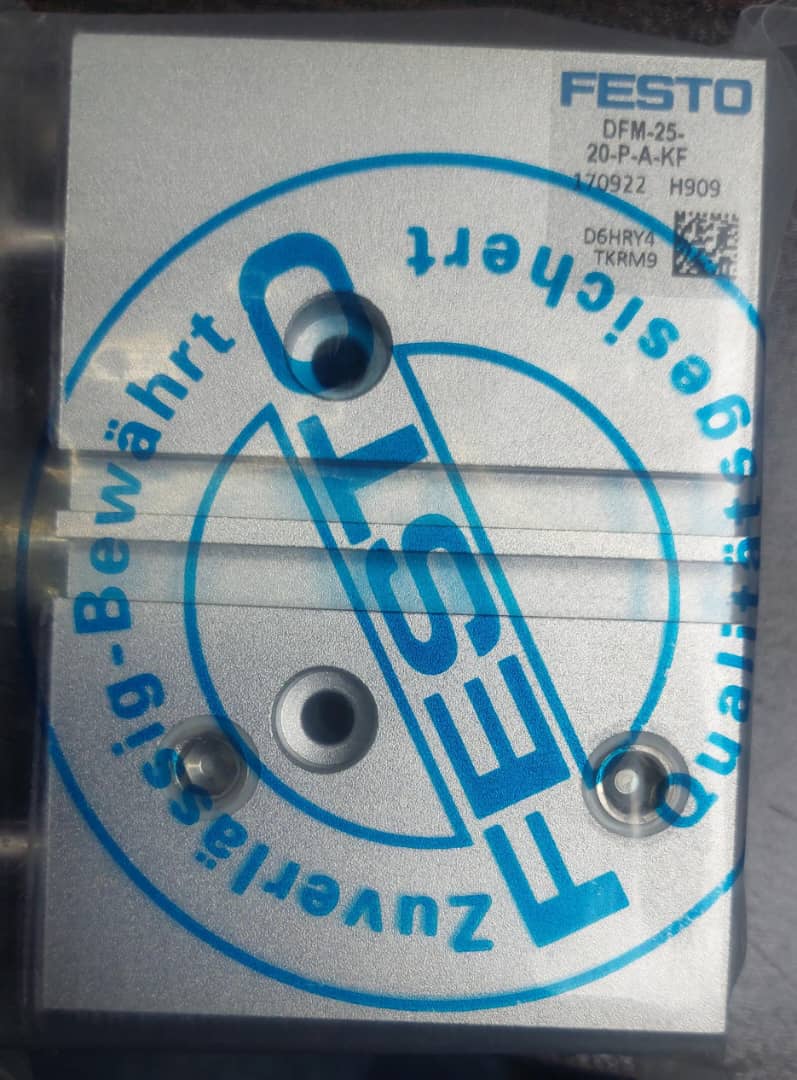 FESTO
DFM-25-
20-P-A-KF
170922 H909
D6HRY4
TKRM9
Qualitätsgesichert
Zuverlässig-Bewährt
FESTO